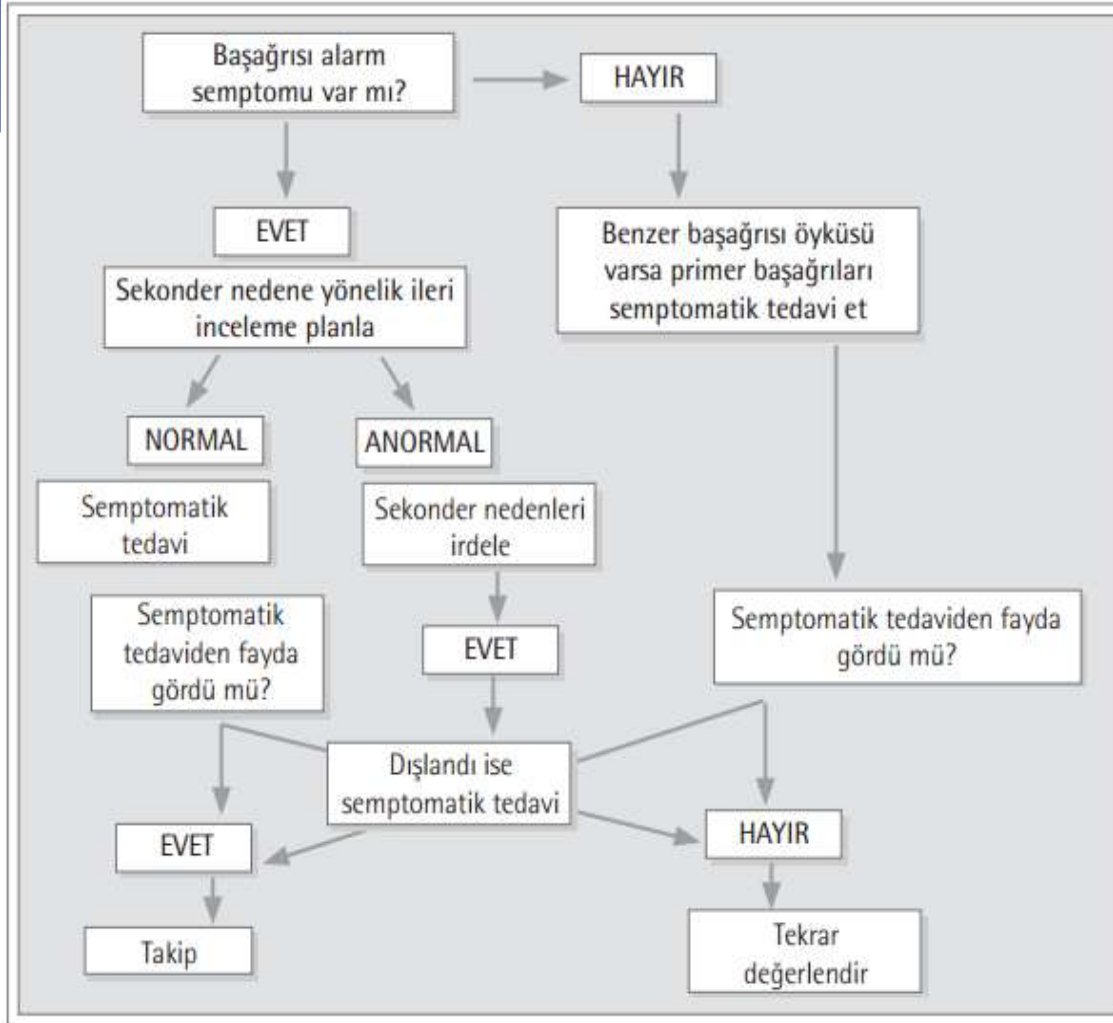 Başağrısı alarm
semptomu var mı?
HAYIR
EVET
Benzer başağrısı öyküsü
varsa primer başağrıları
semptomatik tedavi et
Sekonder nedene yönelik ileri
inceleme planla
NORMAL
ANORMAL
Semptomatik
tedavi
Sekonder nedenleri
irdele
Semptomatik
tedaviden fayda
gördü mü?
EVET
Semptomatik tedaviden fayda
gördü mü?
Dışlandı ise
semptomatik tedavi
EVET
HAYIR
Takip
Tekrar
değerlendir